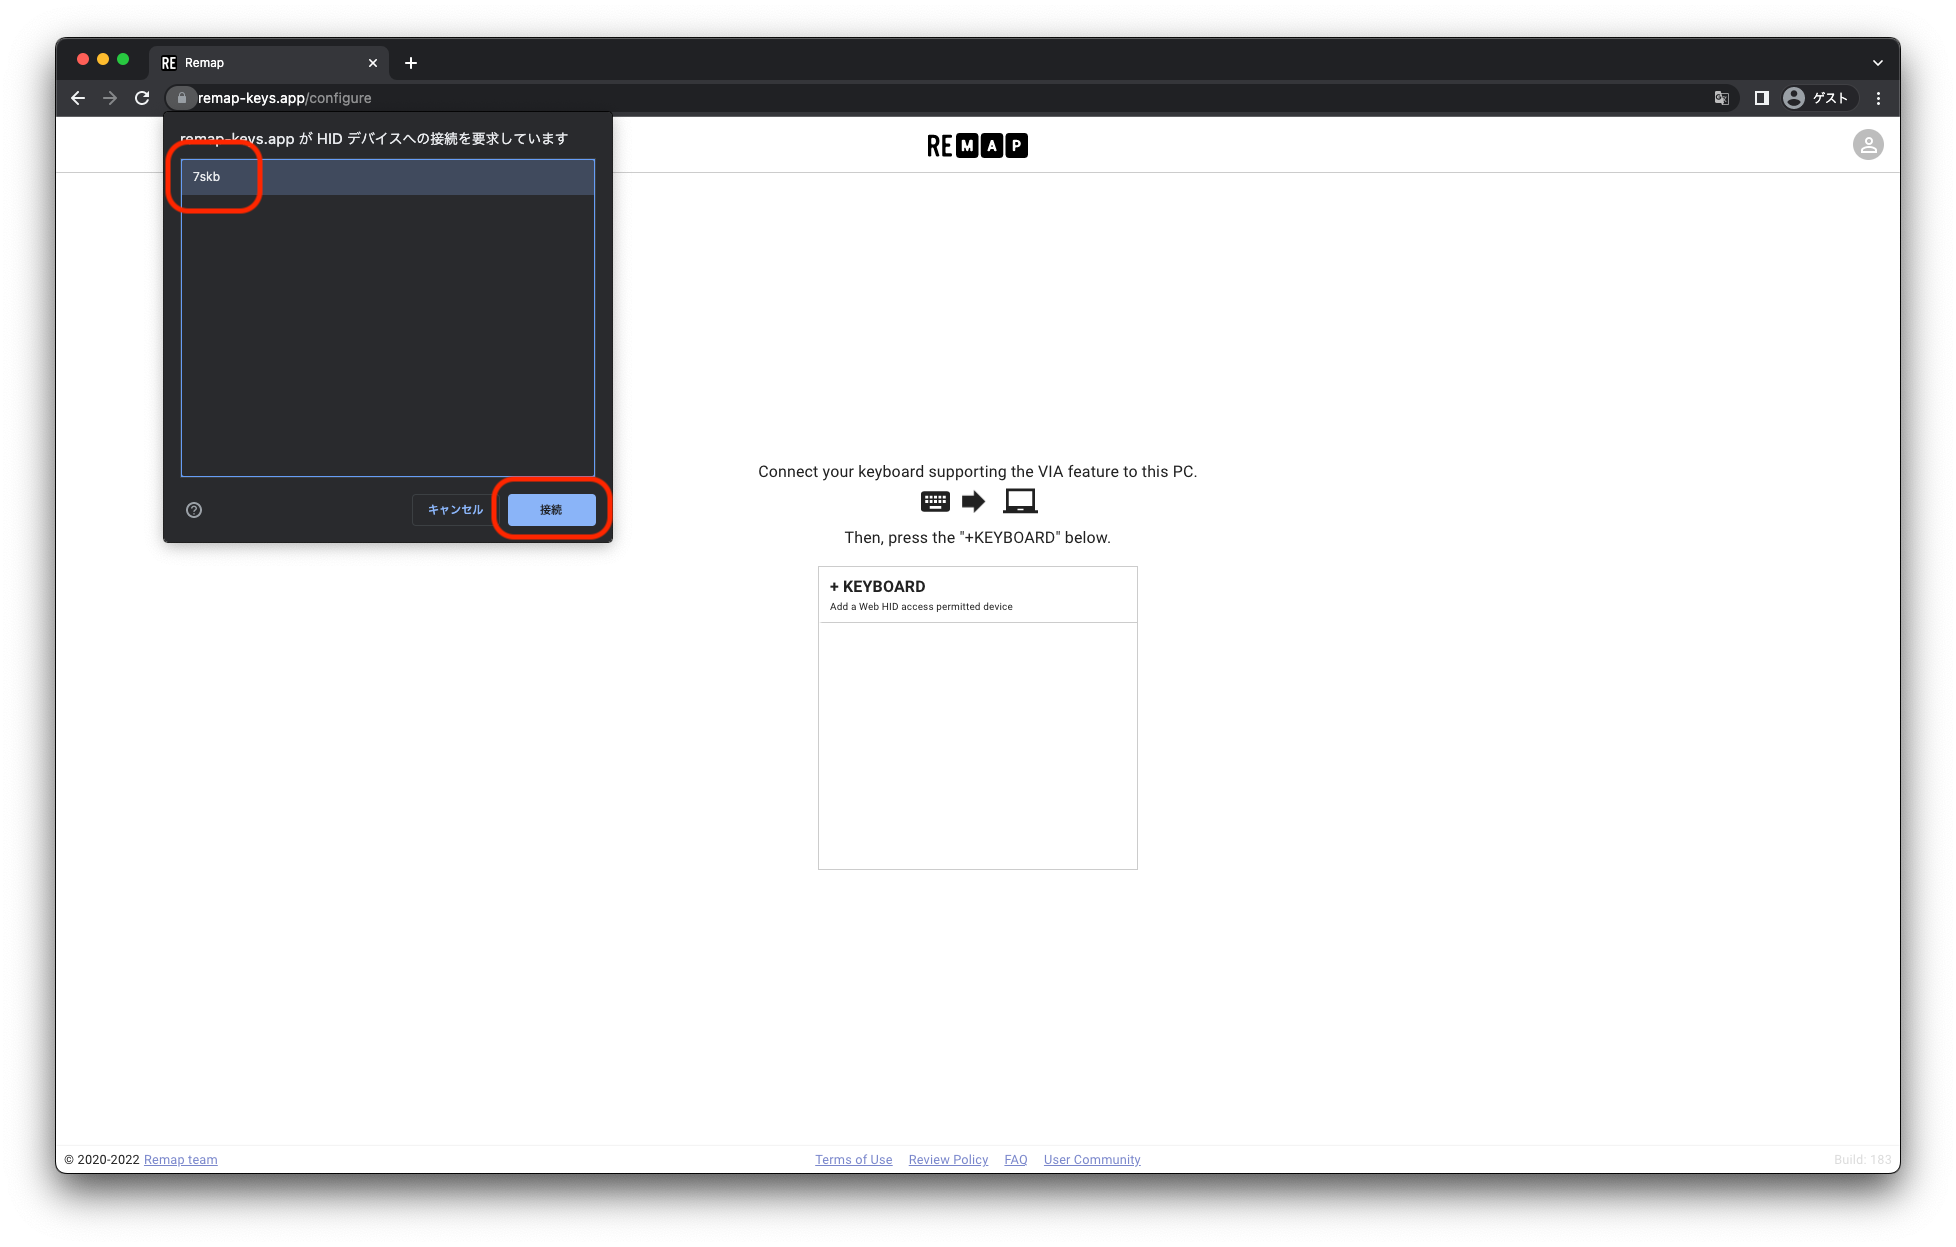 RE Remap
remap-keys.app/configure
ゲスト
remap-keys.app が HID デバイスへの接続を要求しています
7skb
キャンセル
接続
REMAP
Connect your keyboard supporting the VIA feature to this PC.
Then, press the "+KEYBOARD" below.
+ KEYBOARD
Add a Web HID access permitted device
© 2020-2022 Remap team
Terms of Use Review Policy FAQ User Community
Build: 183